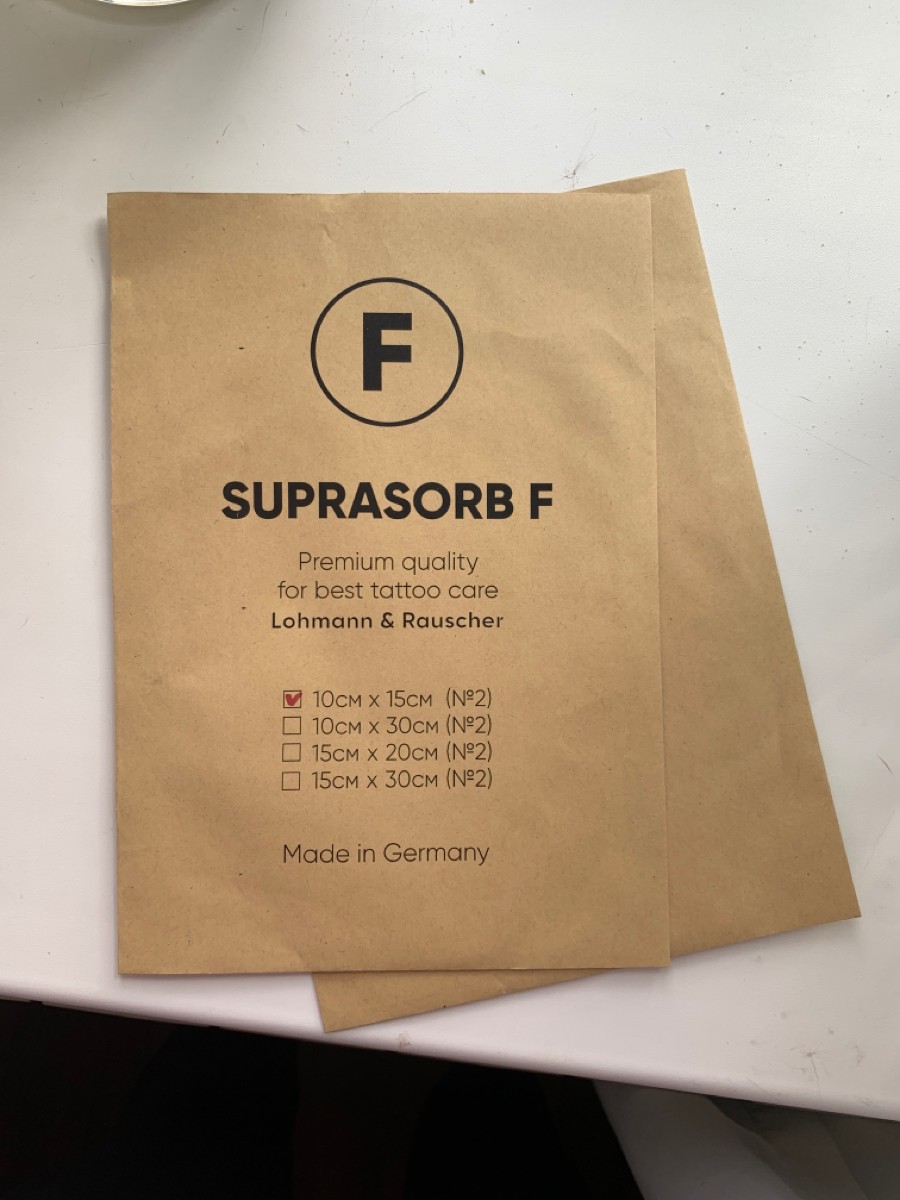 F
SUPRASORB F
Premium quality
for best tattoo care
Lohmann & Rauscher
10см x 15см (№2)
10см x 30см (№2)
15см x 20см (№2)
15см x 30см (№2)
Made in Germany